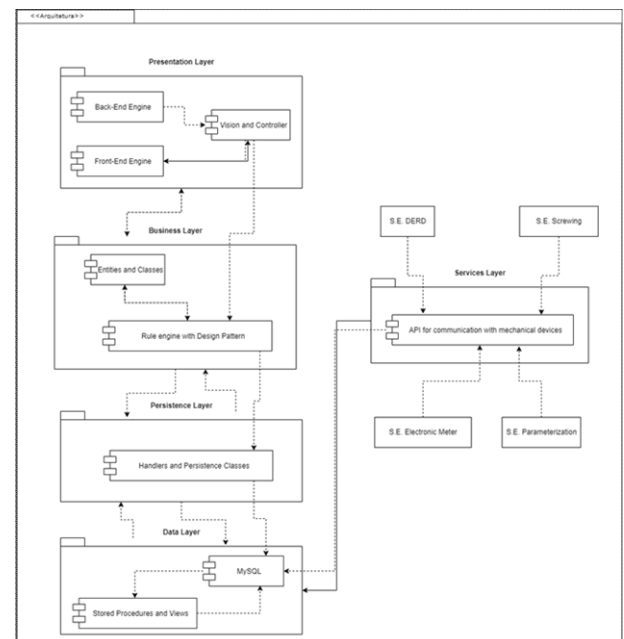 <<Arquitetura>>
Presentation Layer
Back-End Engine
Vision and Controller
Front-End Engine
Business Layer
Entities and Classes
Rule engine with Design Pattern
Persistence Layer
Handlers and Persistence Classes
Data Layer
MySQL
Stored Procedures and Views
S.E. DERD
S.E. Screwing
Services Layer
API for communication with mechanical devices
S.E. Electronic Meter
S.E. Parameterization